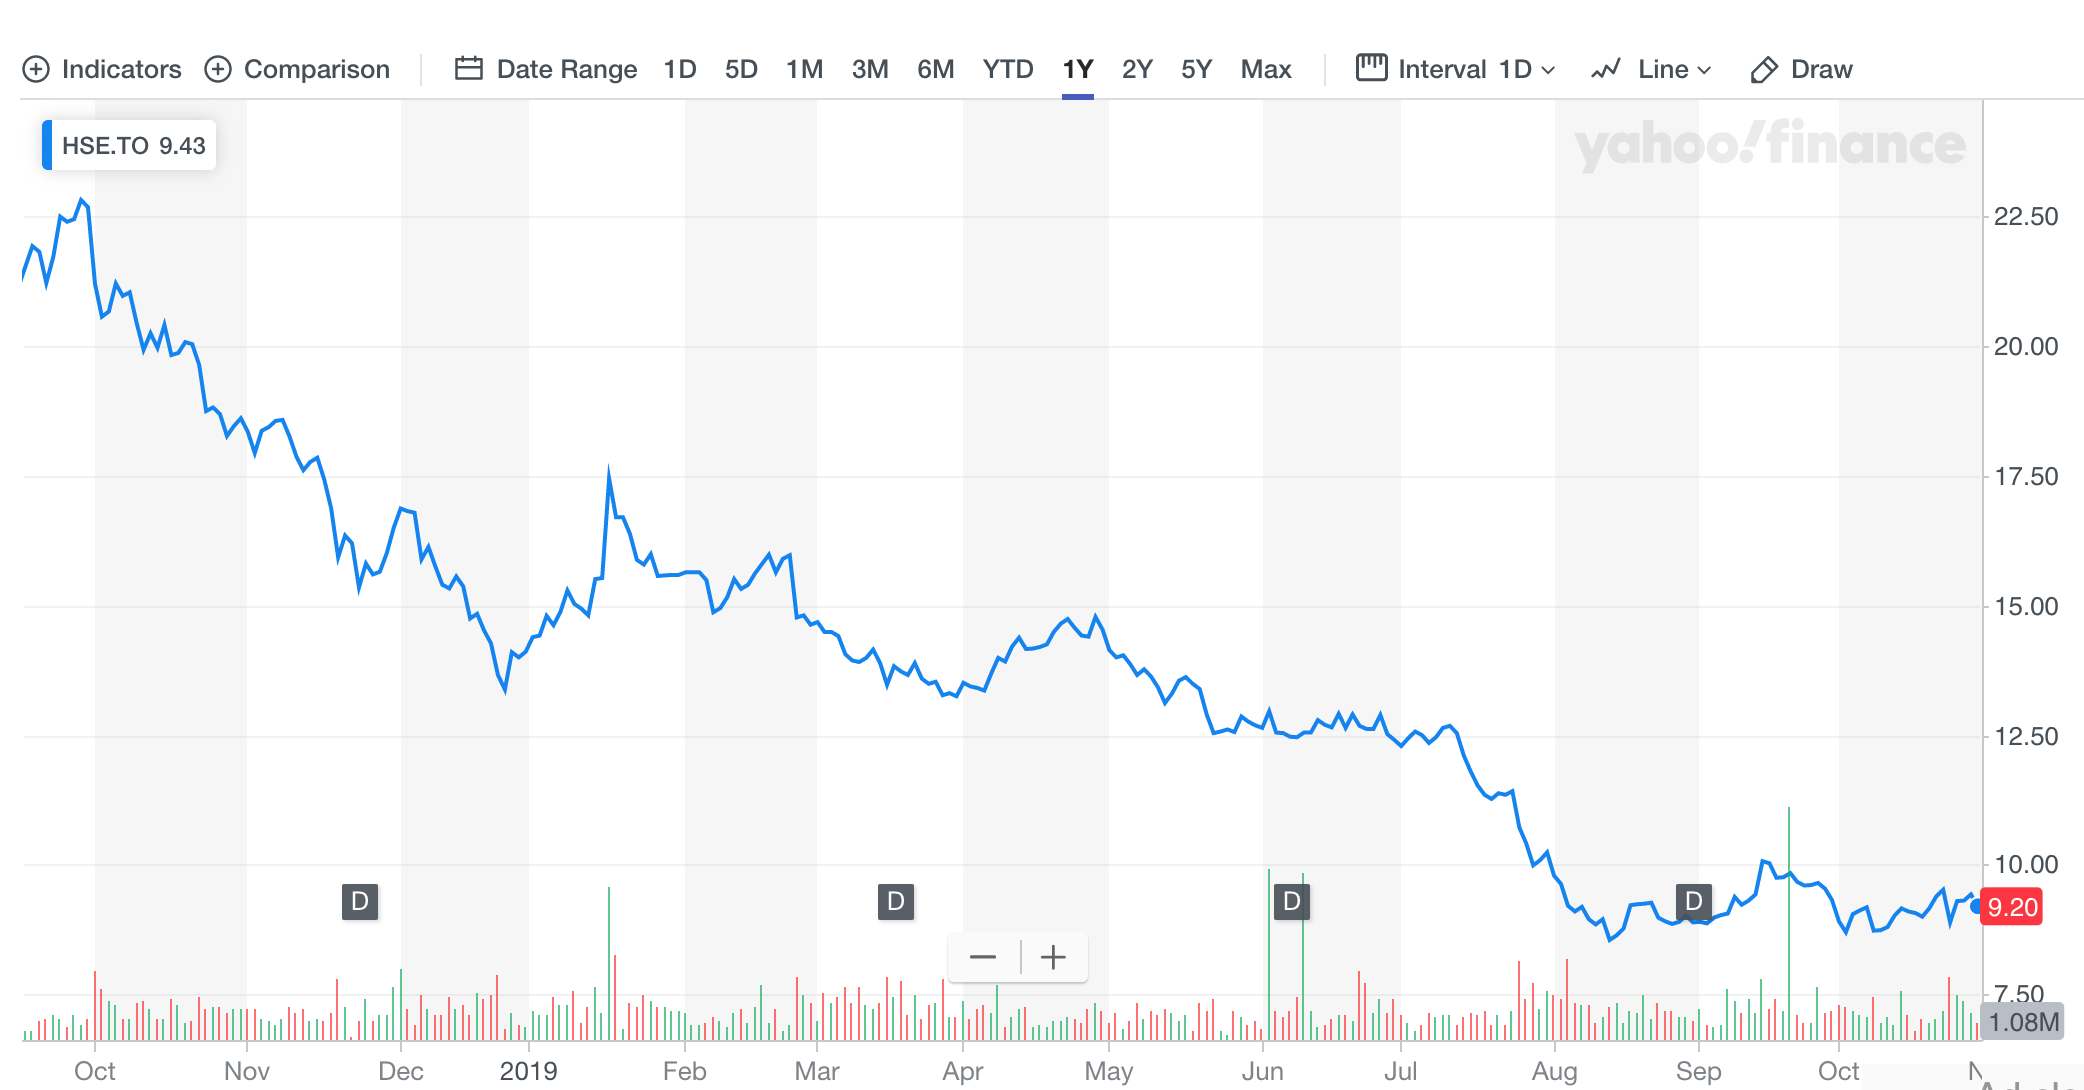 Indicators Comparison Date Range 1D 5D 1M 3M 6M YTD 1Y 2Y 5Y Max Interval 1D Line Draw
HSE.TO 9.43
yahoo!finance
22.50
20.00
17.50
15.00
12.50
10.00
D D D D
9.20
7.50
1.08M
Oct Nov Dec 2019 Feb Mar Apr May Jun Jul Aug Sep Oct